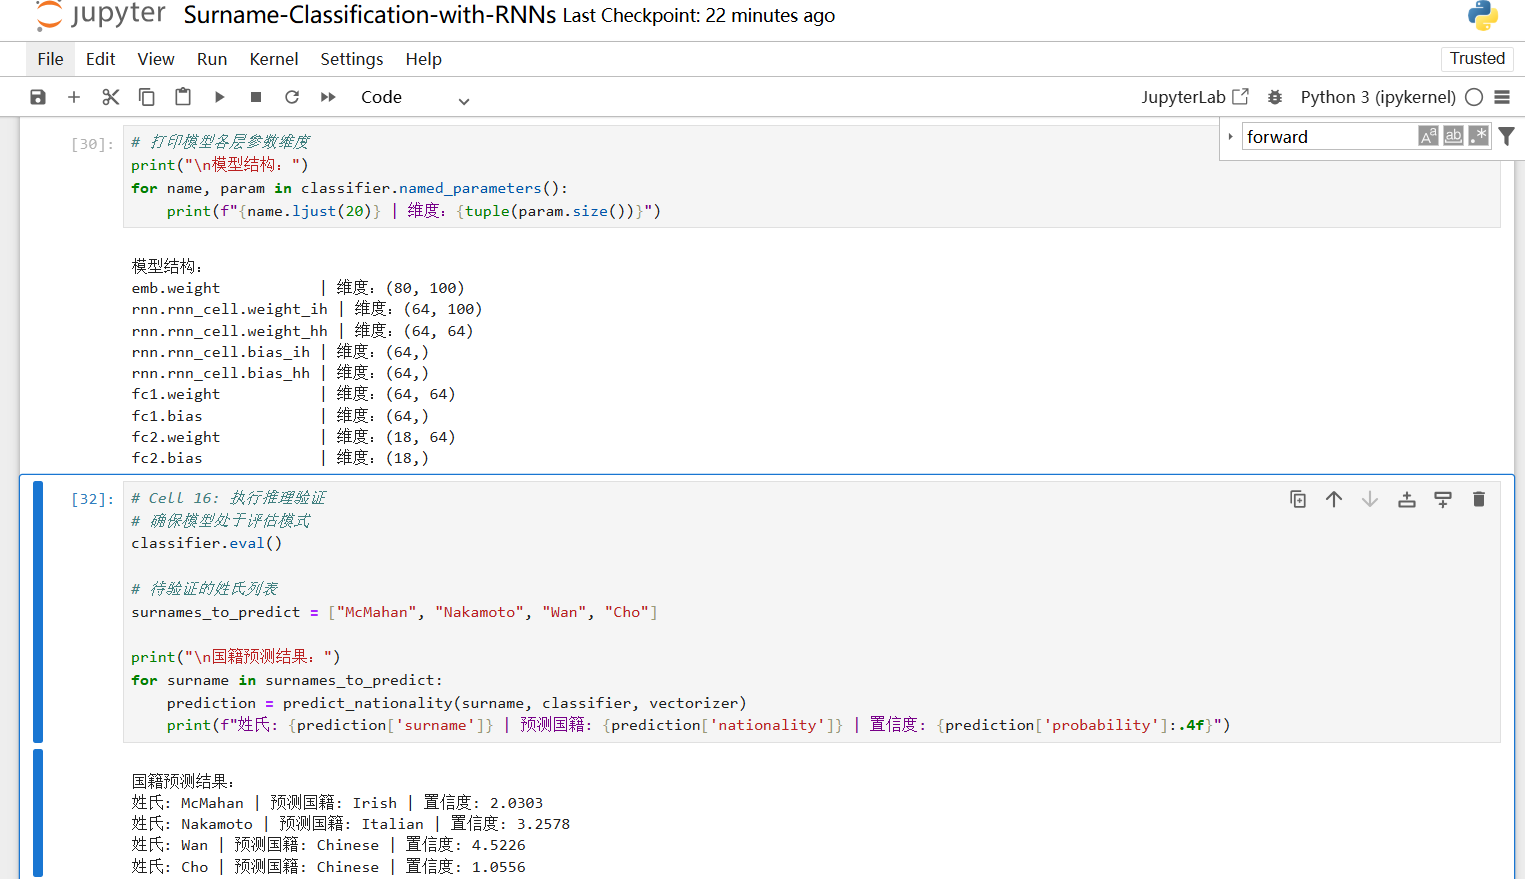 jupyter Surname-Classification-with-RNNs Last Checkpoint: 22 minutes ago
File Edit View Run Kernel Settings Help Trusted
Code JupyterLab Python 3 (ipykernel)
forward Aa ab .*
[30]: # 打印模型各层参数维度
print("\n模型结构：")
for name, param in classifier.named_parameters():
    print(f"{name.ljust(20)} | 维度：{tuple(param.size())}")
模型结构：
emb.weight           | 维度：(80, 100)
rnn.rnn_cell.weight_ih | 维度：(64, 100)
rnn.rnn_cell.weight_hh | 维度：(64, 64)
rnn.rnn_cell.bias_ih | 维度：(64,)
rnn.rnn_cell.bias_hh | 维度：(64,)
fc1.weight           | 维度：(64, 64)
fc1.bias             | 维度：(64,)
fc2.weight           | 维度：(18, 64)
fc2.bias             | 维度：(18,)
[32]: # Cell 16: 执行推理验证
# 确保模型处于评估模式
classifier.eval()
# 待验证的姓氏列表
surnames_to_predict = ["McMahan", "Nakamoto", "Wan", "Cho"]
print("\n国籍预测结果：")
for surname in surnames_to_predict:
    prediction = predict_nationality(surname, classifier, vectorizer)
    print(f"姓氏: {prediction['surname']} | 预测国籍: {prediction['nationality']} | 置信度: {prediction['probability']:.4f}")
国籍预测结果：
姓氏: McMahan | 预测国籍: Irish | 置信度: 2.0303
姓氏: Nakamoto | 预测国籍: Italian | 置信度: 3.2578
姓氏: Wan | 预测国籍: Chinese | 置信度: 4.5226
姓氏: Cho | 预测国籍: Chinese | 置信度: 1.0556